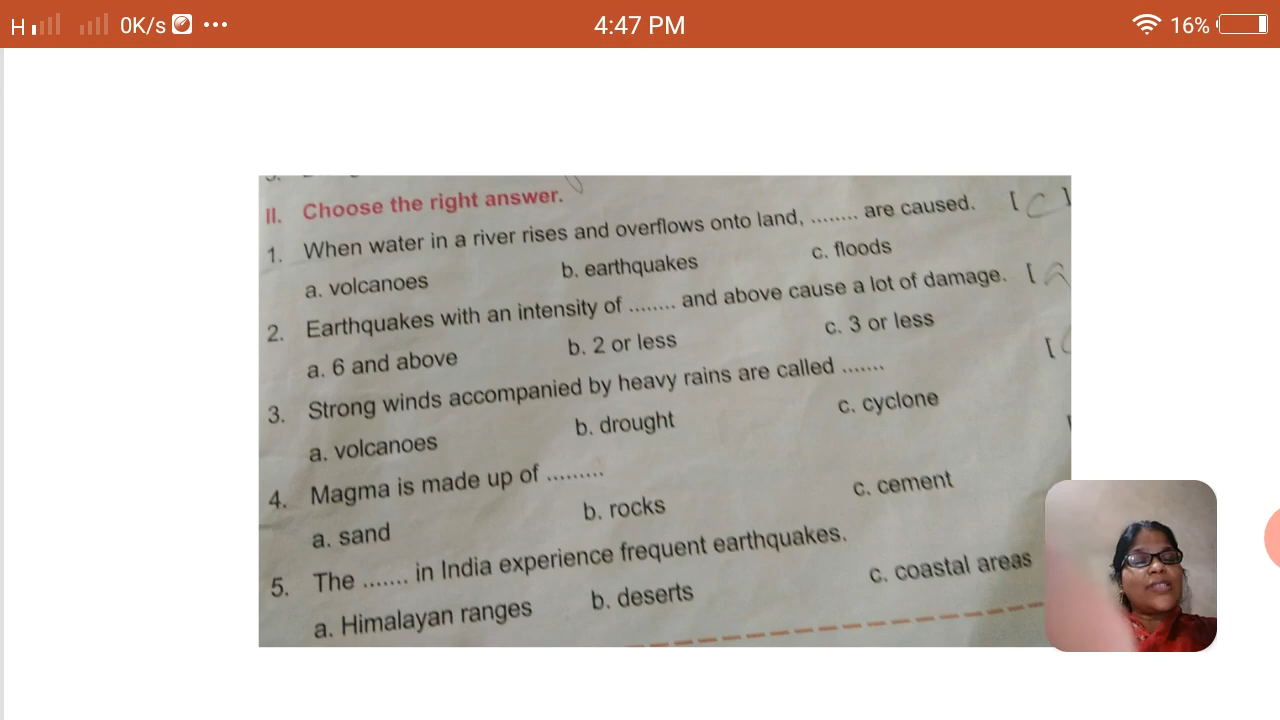 H 0K/s ... 4:47 PM 16%
II. Choose the right answer.
1. When water in a river rises and overflows onto land, ........ are caused. [ C ]
a. volcanoes b. earthquakes c. floods
2. Earthquakes with an intensity of ........ and above cause a lot of damage. [
a. 6 and above b. 2 or less c. 3 or less
3. Strong winds accompanied by heavy rains are called ....... [
a. volcanoes b. drought c. cyclone
4. Magma is made up of .........
a. sand b. rocks c. cement
5. The ....... in India experience frequent earthquakes.
a. Himalayan ranges b. deserts c. coastal areas